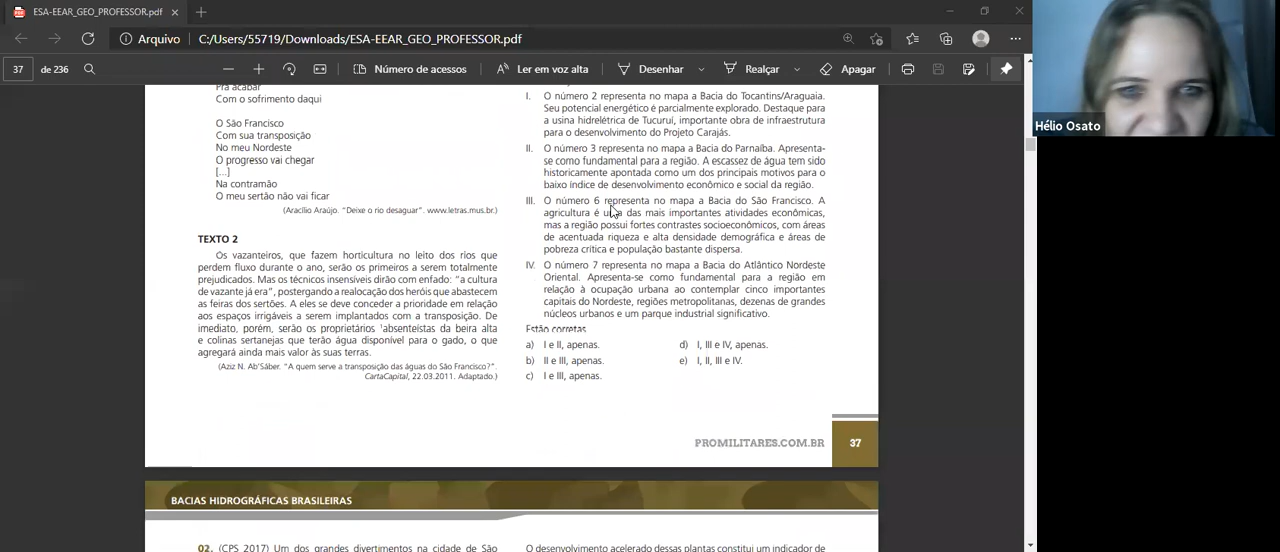 ESA-EEAR_GEO_PROFESSOR.pdf
Arquivo C:/Users/55719/Downloads/ESA-EEAR_GEO_PROFESSOR.pdf
37 de 236 Número de acessos Ler em voz alta Desenhar Realçar Apagar
Hélio Osato
Pra acabar
Com o sofrimento daqui
O São Francisco
Com sua transposição
No meu Nordeste
O progresso vai chegar
[...]
Na contramão
O meu sertão não vai ficar
(Aracílio Araújo. "Deixe o rio desaguar". www.letras.mus.br.)
TEXTO 2
Os vazanteiros, que fazem horticultura no leito dos rios que
perdem fluxo durante o ano, serão os primeiros a serem totalmente
prejudicados. Mas os técnicos insensíveis dirão com enfado: "a cultura
de vazante já era", postergando a realocação dos heróis que abastecem
as feiras dos sertões. A eles se deve conceder a prioridade em relação
aos espaços irrigáveis a serem implantados com a transposição. De
imediato, porém, serão os proprietários ¹absenteístas da beira alta
e colinas sertanejas que terão água disponível para o gado, o que
agregará ainda mais valor às suas terras.
(Aziz N. Ab'Sáber. "A quem serve a transposição das águas do São Francisco?".
CartaCapital, 22.03.2011. Adaptado.)
I. O número 2 representa no mapa a Bacia do Tocantins/Araguaia.
Seu potencial energético é parcialmente explorado. Destaque para
a usina hidrelétrica de Tucuruí, importante obra de infraestrutura
para o desenvolvimento do Projeto Carajás.
II. O número 3 representa no mapa a Bacia do Parnaíba. Apresenta-
se como fundamental para a região. A escassez de água tem sido
historicamente apontada como um dos principais motivos para o
baixo índice de desenvolvimento econômico e social da região.
III. O número 6 representa no mapa a Bacia do São Francisco. A
agricultura é uma das mais importantes atividades econômicas,
mas a região possui fortes contrastes socioeconômicos, com áreas
de acentuada riqueza e alta densidade demográfica e áreas de
pobreza crítica e população bastante dispersa.
IV. O número 7 representa no mapa a Bacia do Atlântico Nordeste
Oriental. Apresenta-se como fundamental para a região em
relação à ocupação urbana ao contemplar cinco importantes
capitais do Nordeste, regiões metropolitanas, dezenas de grandes
núcleos urbanos e um parque industrial significativo.
Estão corretas
a) I e II, apenas.
b) II e III, apenas.
c) I e III, apenas.
d) I, III e IV, apenas.
e) I, II, III e IV.
PROMILITARES.COM.BR 37
BACIAS HIDROGRÁFICAS BRASILEIRAS
02. (CPS 2017) Um dos grandes divertimentos na cidade de São
O desenvolvimento acelerado dessas plantas constitui um indicador de